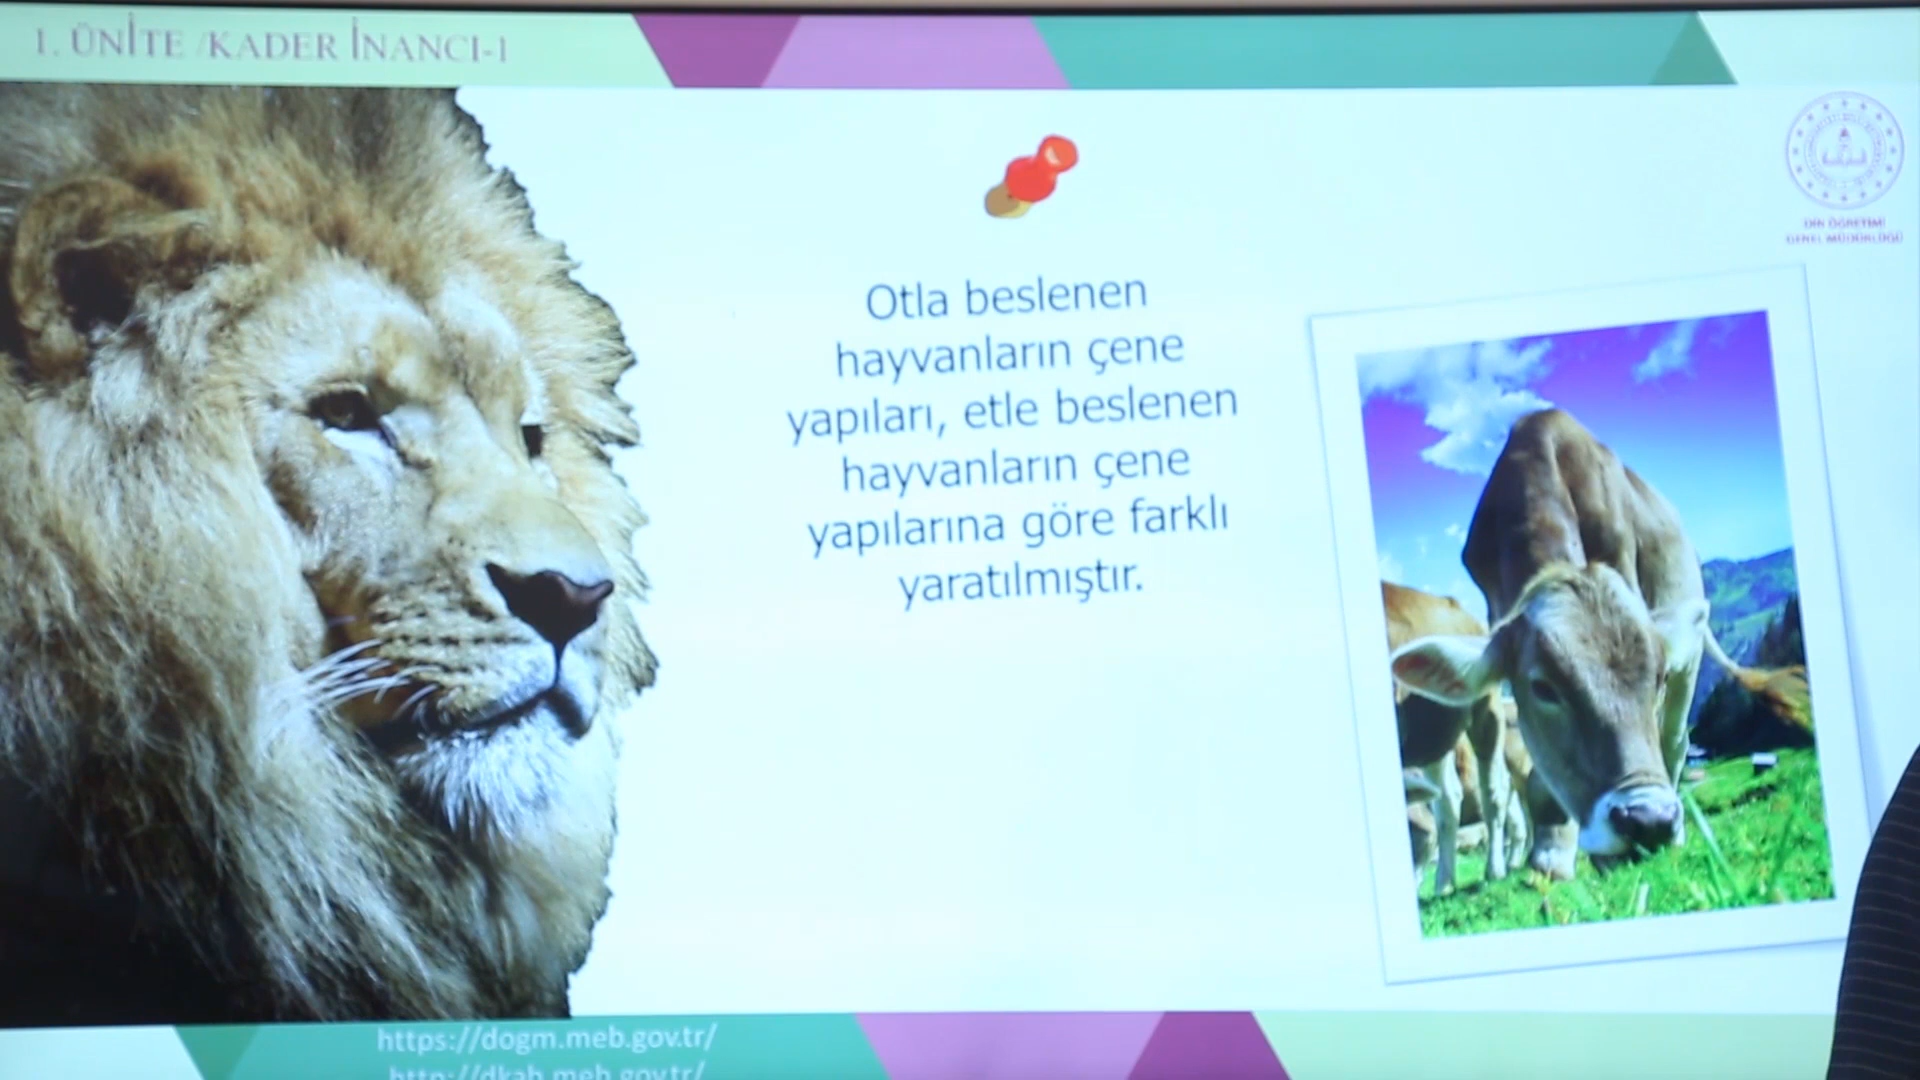 1. ÜNİTE /KADER İNANCI-1
DİN ÖĞRETİMİ
GENEL MÜDÜRLÜĞÜ
Otla beslenen
hayvanların çene
yapıları, etle beslenen
hayvanların çene
yapılarına göre farklı
yaratılmıştır.
https://dogm.meb.gov.tr/
http://dkab.meb.gov.tr/